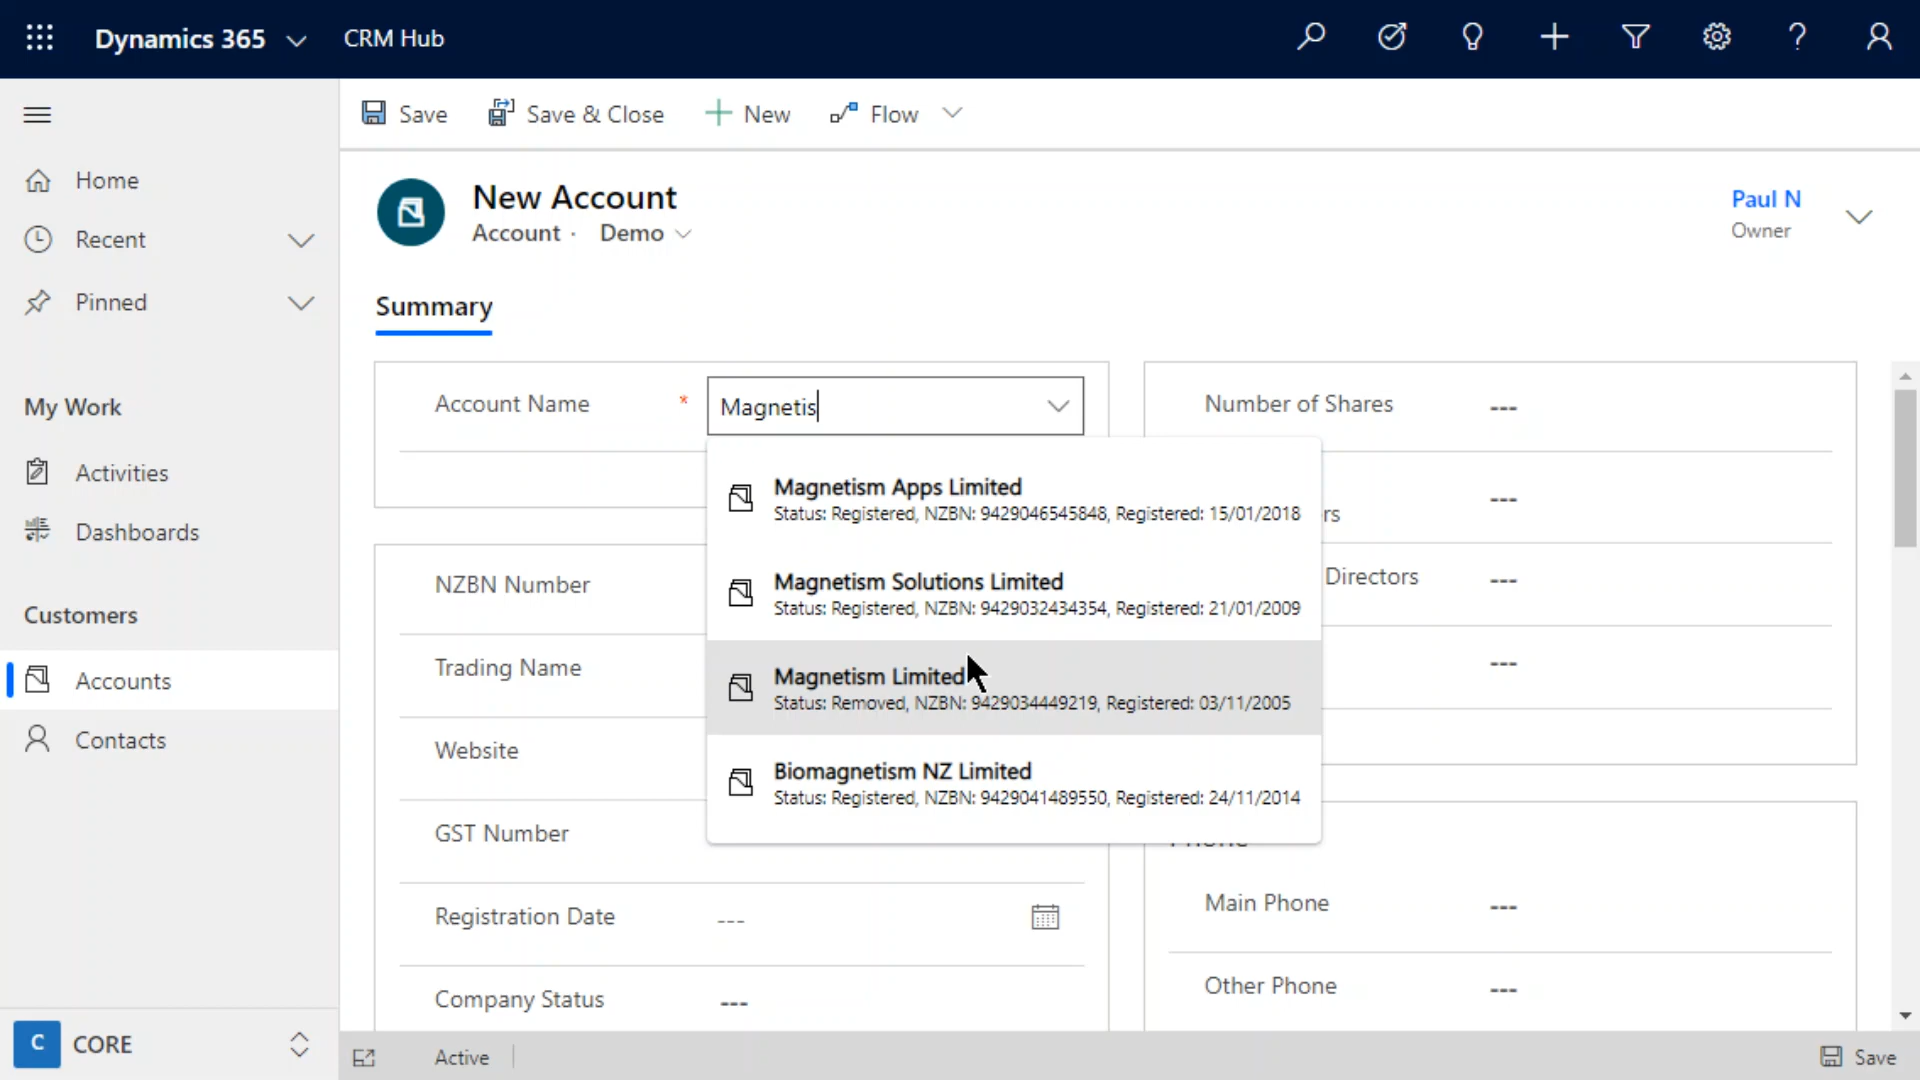 Dynamics 365
CRM Hub
Save
Save & Close
New
Flow
Home
Recent
Pinned
My Work
Activities
Dashboards
Customers
Accounts
Contacts
C CORE
New Account
Account · Demo
Paul N
Owner
Summary
Account Name * Magnetis
Magnetism Apps Limited
Status: Registered, NZBN: 9429046545848, Registered: 15/01/2018
Magnetism Solutions Limited
Status: Registered, NZBN: 9429032434354, Registered: 21/01/2009
Magnetism Limited
Status: Removed, NZBN: 9429034449219, Registered: 03/11/2005
Biomagnetism NZ Limited
Status: Registered, NZBN: 9429041489550, Registered: 24/11/2014
NZBN Number
Trading Name
Website
GST Number
Registration Date ---
Company Status ---
Number of Shares ---
rs ---
Directors ---
---
Main Phone ---
Other Phone ---
Active
Save